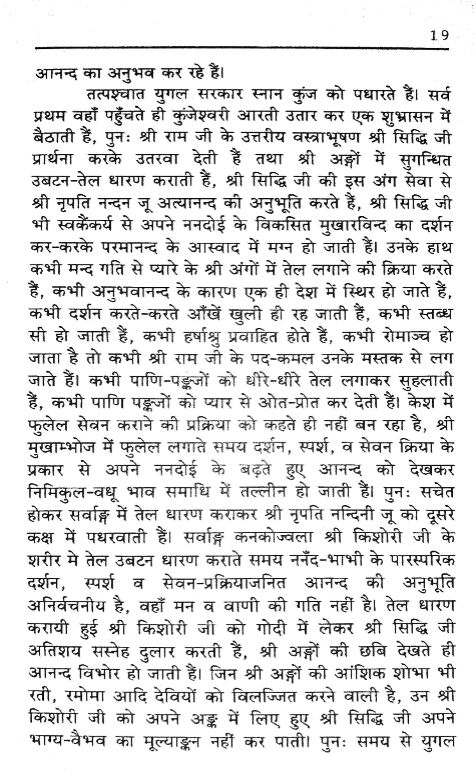 19
आनन्द का अनुभव कर रहे हैं।
तत्पश्चात युगल सरकार स्नान कुंज को पधारते हैं। सर्व
प्रथम वहाँ पहुँचते ही कुंजेश्वरी आरती उतार कर एक शुभ्रासन में
बैठाती हैं, पुनः श्री राम जी के उत्तरीय वस्त्राभूषण श्री सिद्धि जी
प्रार्थना करके उतरवा देती हैं तथा श्री अङ्गों में सुगन्धित
उबटन-तेल धारण कराती हैं, श्री सिद्धि जी की इस अंग सेवा से
श्री नृपति नन्दन जू अत्यानन्द की अनुभूति करते हैं, श्री सिद्धि जी
भी स्वकैंकर्य से अपने ननदोई के विकसित मुखारविन्द का दर्शन
कर-करके परमानन्द के आस्वाद में मग्न हो जाती हैं। उनके हाथ
कभी मन्द गति से प्यारे के श्री अंगों में तेल लगाने की क्रिया करते
हैं, कभी अनुभवानन्द के कारण एक ही देश में स्थिर हो जाते हैं,
कभी दर्शन करते-करते आँखें खुली ही रह जाती हैं, कभी स्तब्ध
सी हो जाती हैं, कभी हर्षाश्रु प्रवाहित होते हैं, कभी रोमाञ्च हो
जाता है तो कभी श्री राम जी के पद-कमल उनके मस्तक से लग
जाते हैं। कभी पाणि-पङ्कजों को धीरे-धीरे तेल लगाकर सुहलाती
हैं, कभी पाणि पङ्कजों को प्यार से ओत-प्रोत कर देती हैं। केश में
फुलेल सेवन कराने की प्रक्रिया को कहते ही नहीं बन रहा है, श्री
मुखाम्भोज में फुलेल लगाते समय दर्शन, स्पर्श, व सेवन क्रिया के
प्रकार से अपने ननदोई के बढ़ते हुए आनन्द को देखकर
निमिकुल-वधू भाव समाधि में तल्लीन हो जाती हैं। पुनः सचेत
होकर सर्वाङ्ग में तेल धारण कराकर श्री नृपति नन्दिनी जू को दूसरे
कक्ष में पधरवाती हैं। सर्वाङ्ग कनकोज्वला श्री किशोरी जी के
शरीर मे तेल उबटन धारण कराते समय ननँद-भाभी के पारस्परिक
दर्शन, स्पर्श व सेवन-प्रक्रियाजनित आनन्द की अनुभूति
अनिर्वचनीय है, वहाँ मन व वाणी की गति नहीं है। तेल धारण
करायी हुई श्री किशोरी जी को गोदी में लेकर श्री सिद्धि जी
अतिशय सस्नेह दुलार करती हैं, श्री अङ्गों की छबि देखते ही
आनन्द विभोर हो जाती हैं। जिन श्री अङ्गों की आंशिक शोभा भी
रती, रमोमा आदि देवियों को विलज्जित करने वाली है, उन श्री
किशोरी जी को अपने अङ्क में लिए हुए श्री सिद्धि जी अपने
भाग्य-वैभव का मूल्याङ्कन नहीं कर पाती। पुनः समय से युगल